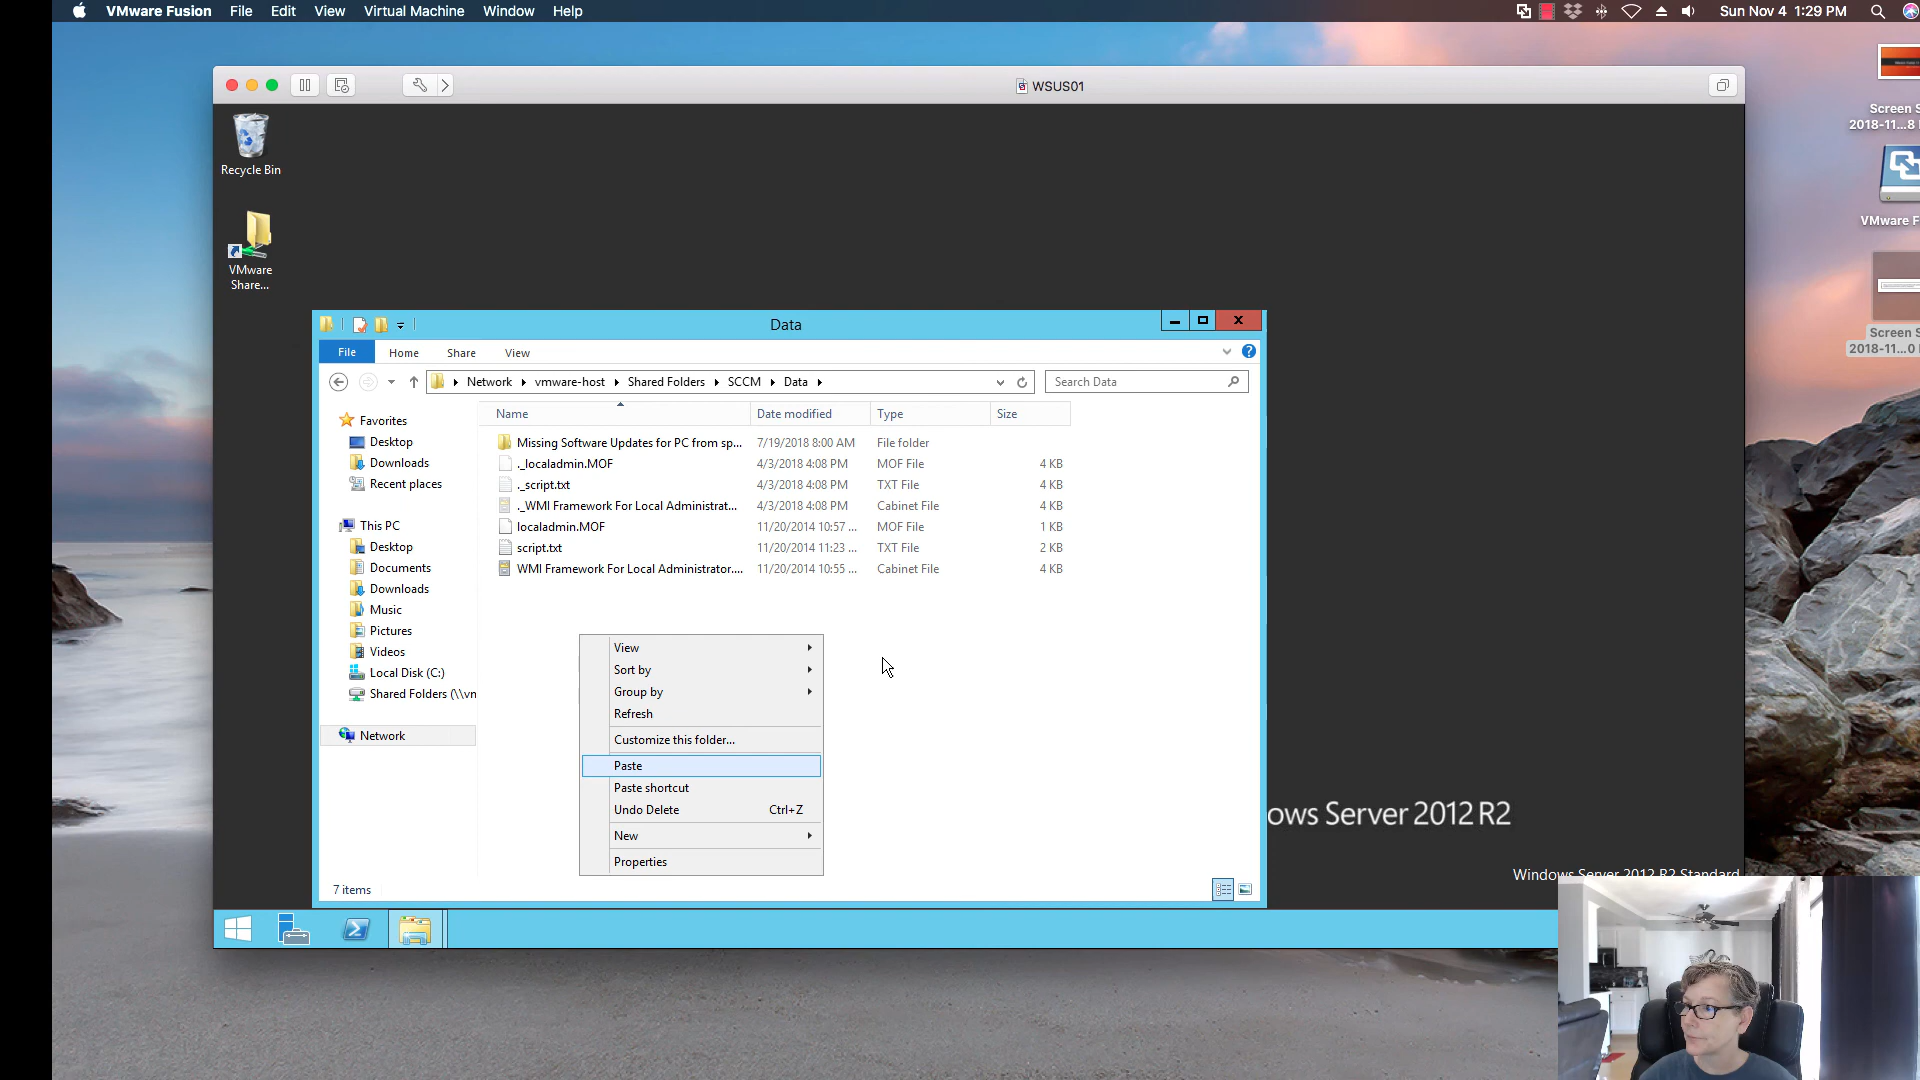 VMware Fusion File Edit View Virtual Machine Window Help Sun Nov 4 1:29 PM
WSUS01
Recycle Bin
VMware
Share...
Screen S
2018-11...8
VMware F
Screen S
2018-11...0
Data
File Home Share View
Network vmware-host Shared Folders SCCM Data Search Data
Name Date modified Type Size
Favorites
Desktop
Downloads
Recent places
This PC
Desktop
Documents
Downloads
Music
Pictures
Videos
Local Disk (C:)
Shared Folders (\\vn
Network
Missing Software Updates for PC from sp... 7/19/2018 8:00 AM File folder
._localadmin.MOF 4/3/2018 4:08 PM MOF File 4 KB
._script.txt 4/3/2018 4:08 PM TXT File 4 KB
._WMI Framework For Local Administrat... 4/3/2018 4:08 PM Cabinet File 4 KB
localadmin.MOF 11/20/2014 10:57 ... MOF File 1 KB
script.txt 11/20/2014 11:23 ... TXT File 2 KB
WMI Framework For Local Administrator.... 11/20/2014 10:55 ... Cabinet File 4 KB
View
Sort by
Group by
Refresh
Customize this folder...
Paste
Paste shortcut
Undo Delete Ctrl+Z
New
Properties
7 items
ows Server 2012 R2
Windows Server 2012 R2 Standard